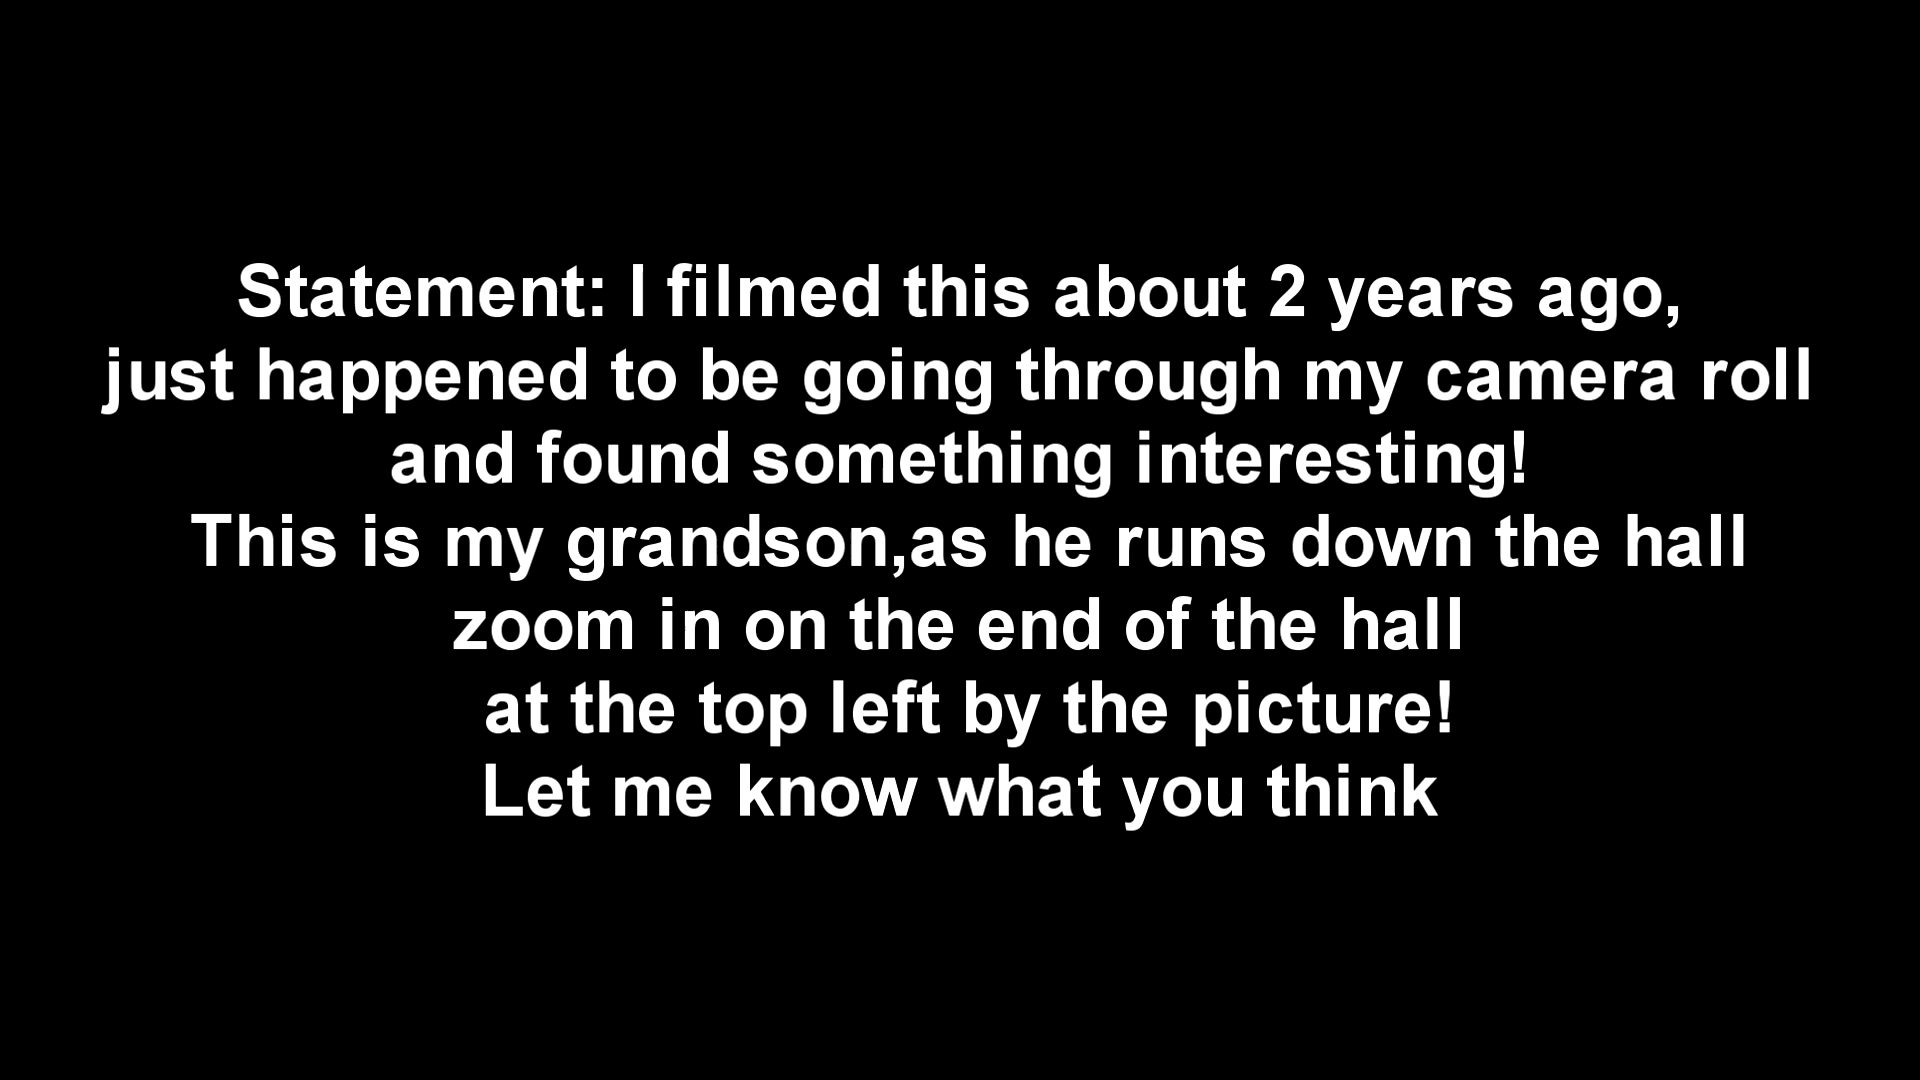 Statement: I filmed this about 2 years ago,
just happened to be going through my camera roll
and found something interesting!
This is my grandson,as he runs down the hall
zoom in on the end of the hall
at the top left by the picture!
Let me know what you think